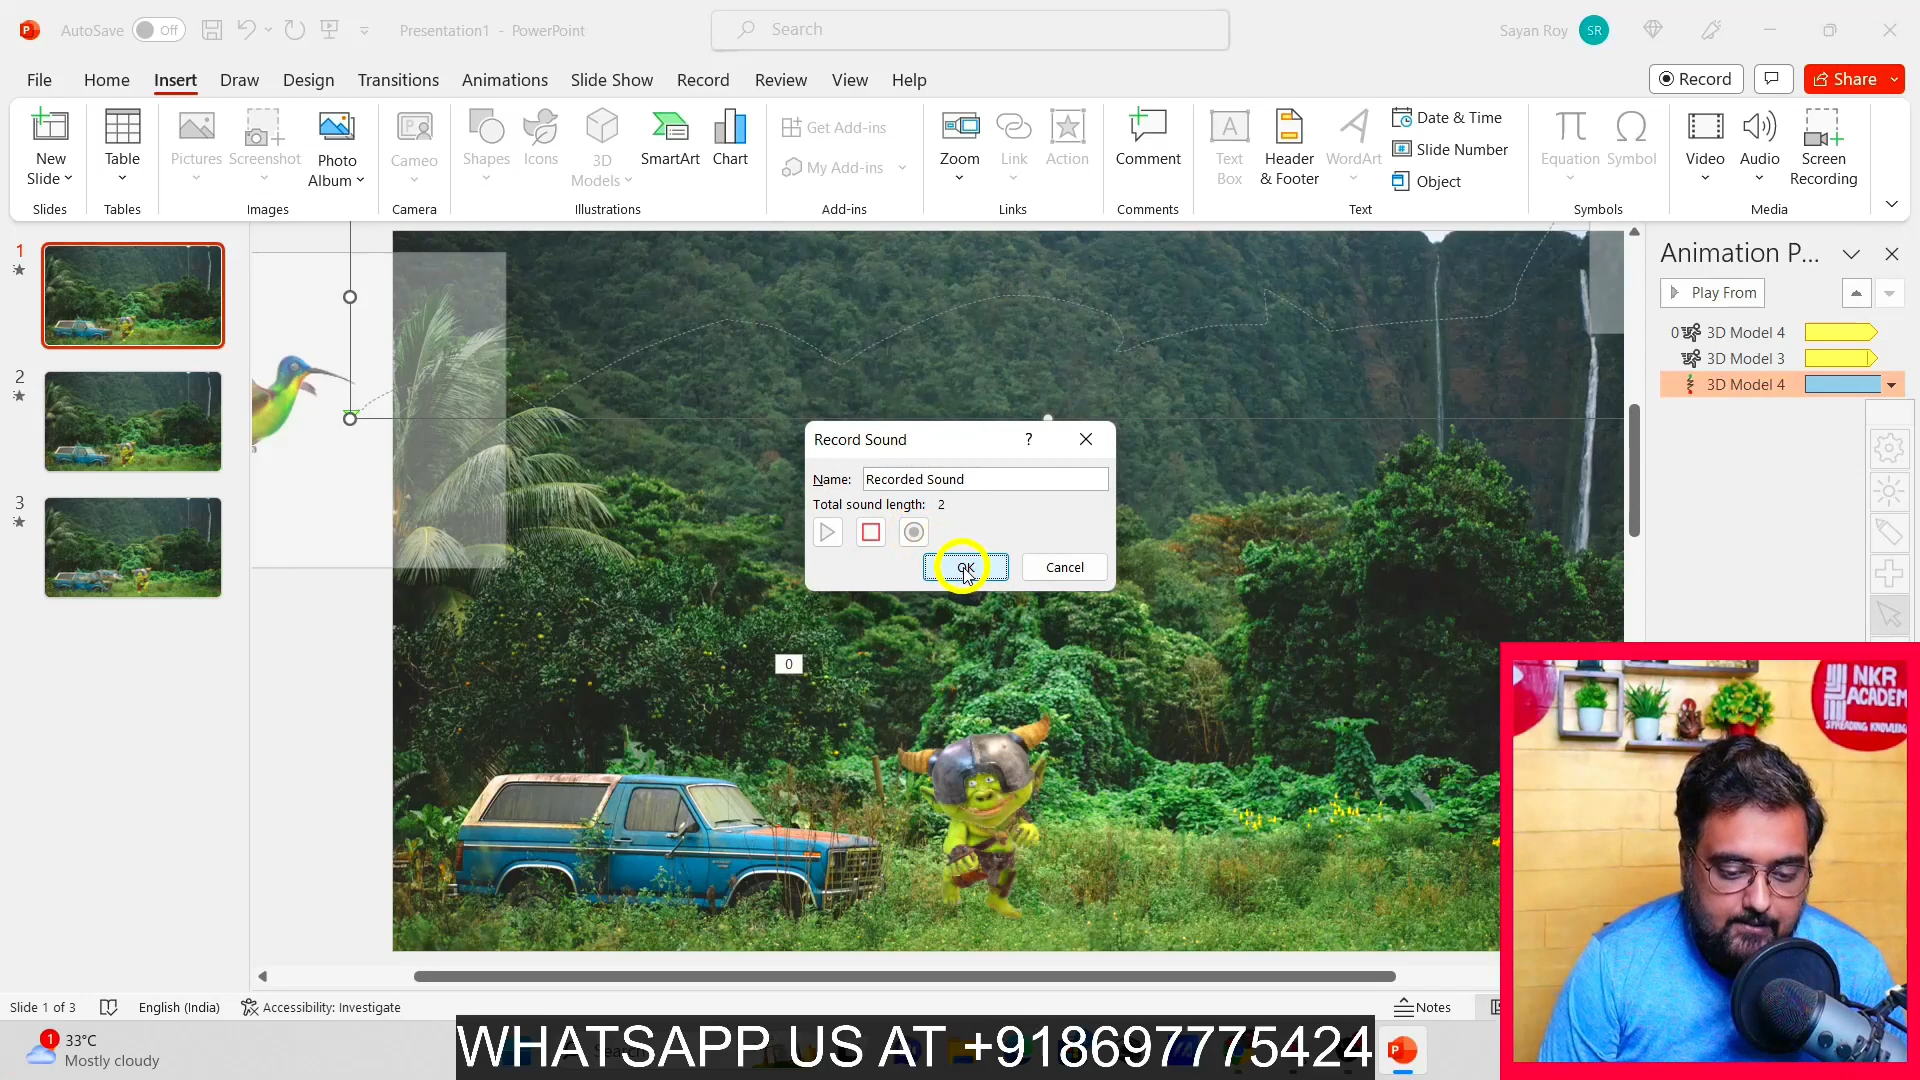 AutoSave Off Presentation1 - PowerPoint Search Sayan Roy SR
File Home Insert Draw Design Transitions Animations Slide Show Record Review View Help Record Share
New Slide Table Pictures Screenshot Photo Album Cameo Shapes Icons 3D Models SmartArt Chart
Get Add-ins
My Add-ins
Zoom Link Action Comment Text Box Header & Footer WordArt
Date & Time
Slide Number
Object
Equation Symbol Video Audio Screen Recording
Slides Tables Images Camera Illustrations Add-ins Links Comments Text Symbols Media
1
2
3
Animation P...
Play From
0 3D Model 4
3D Model 3
3D Model 4
Record Sound ?
Name: Recorded Sound
Total sound length: 2
OK Cancel
0
NKR
ACADEM
SPREADING KNOWL
Slide 1 of 3 English (India) Accessibility: Investigate Notes
1 33°C
Mostly cloudy
WHATSAPP US AT +918697775424